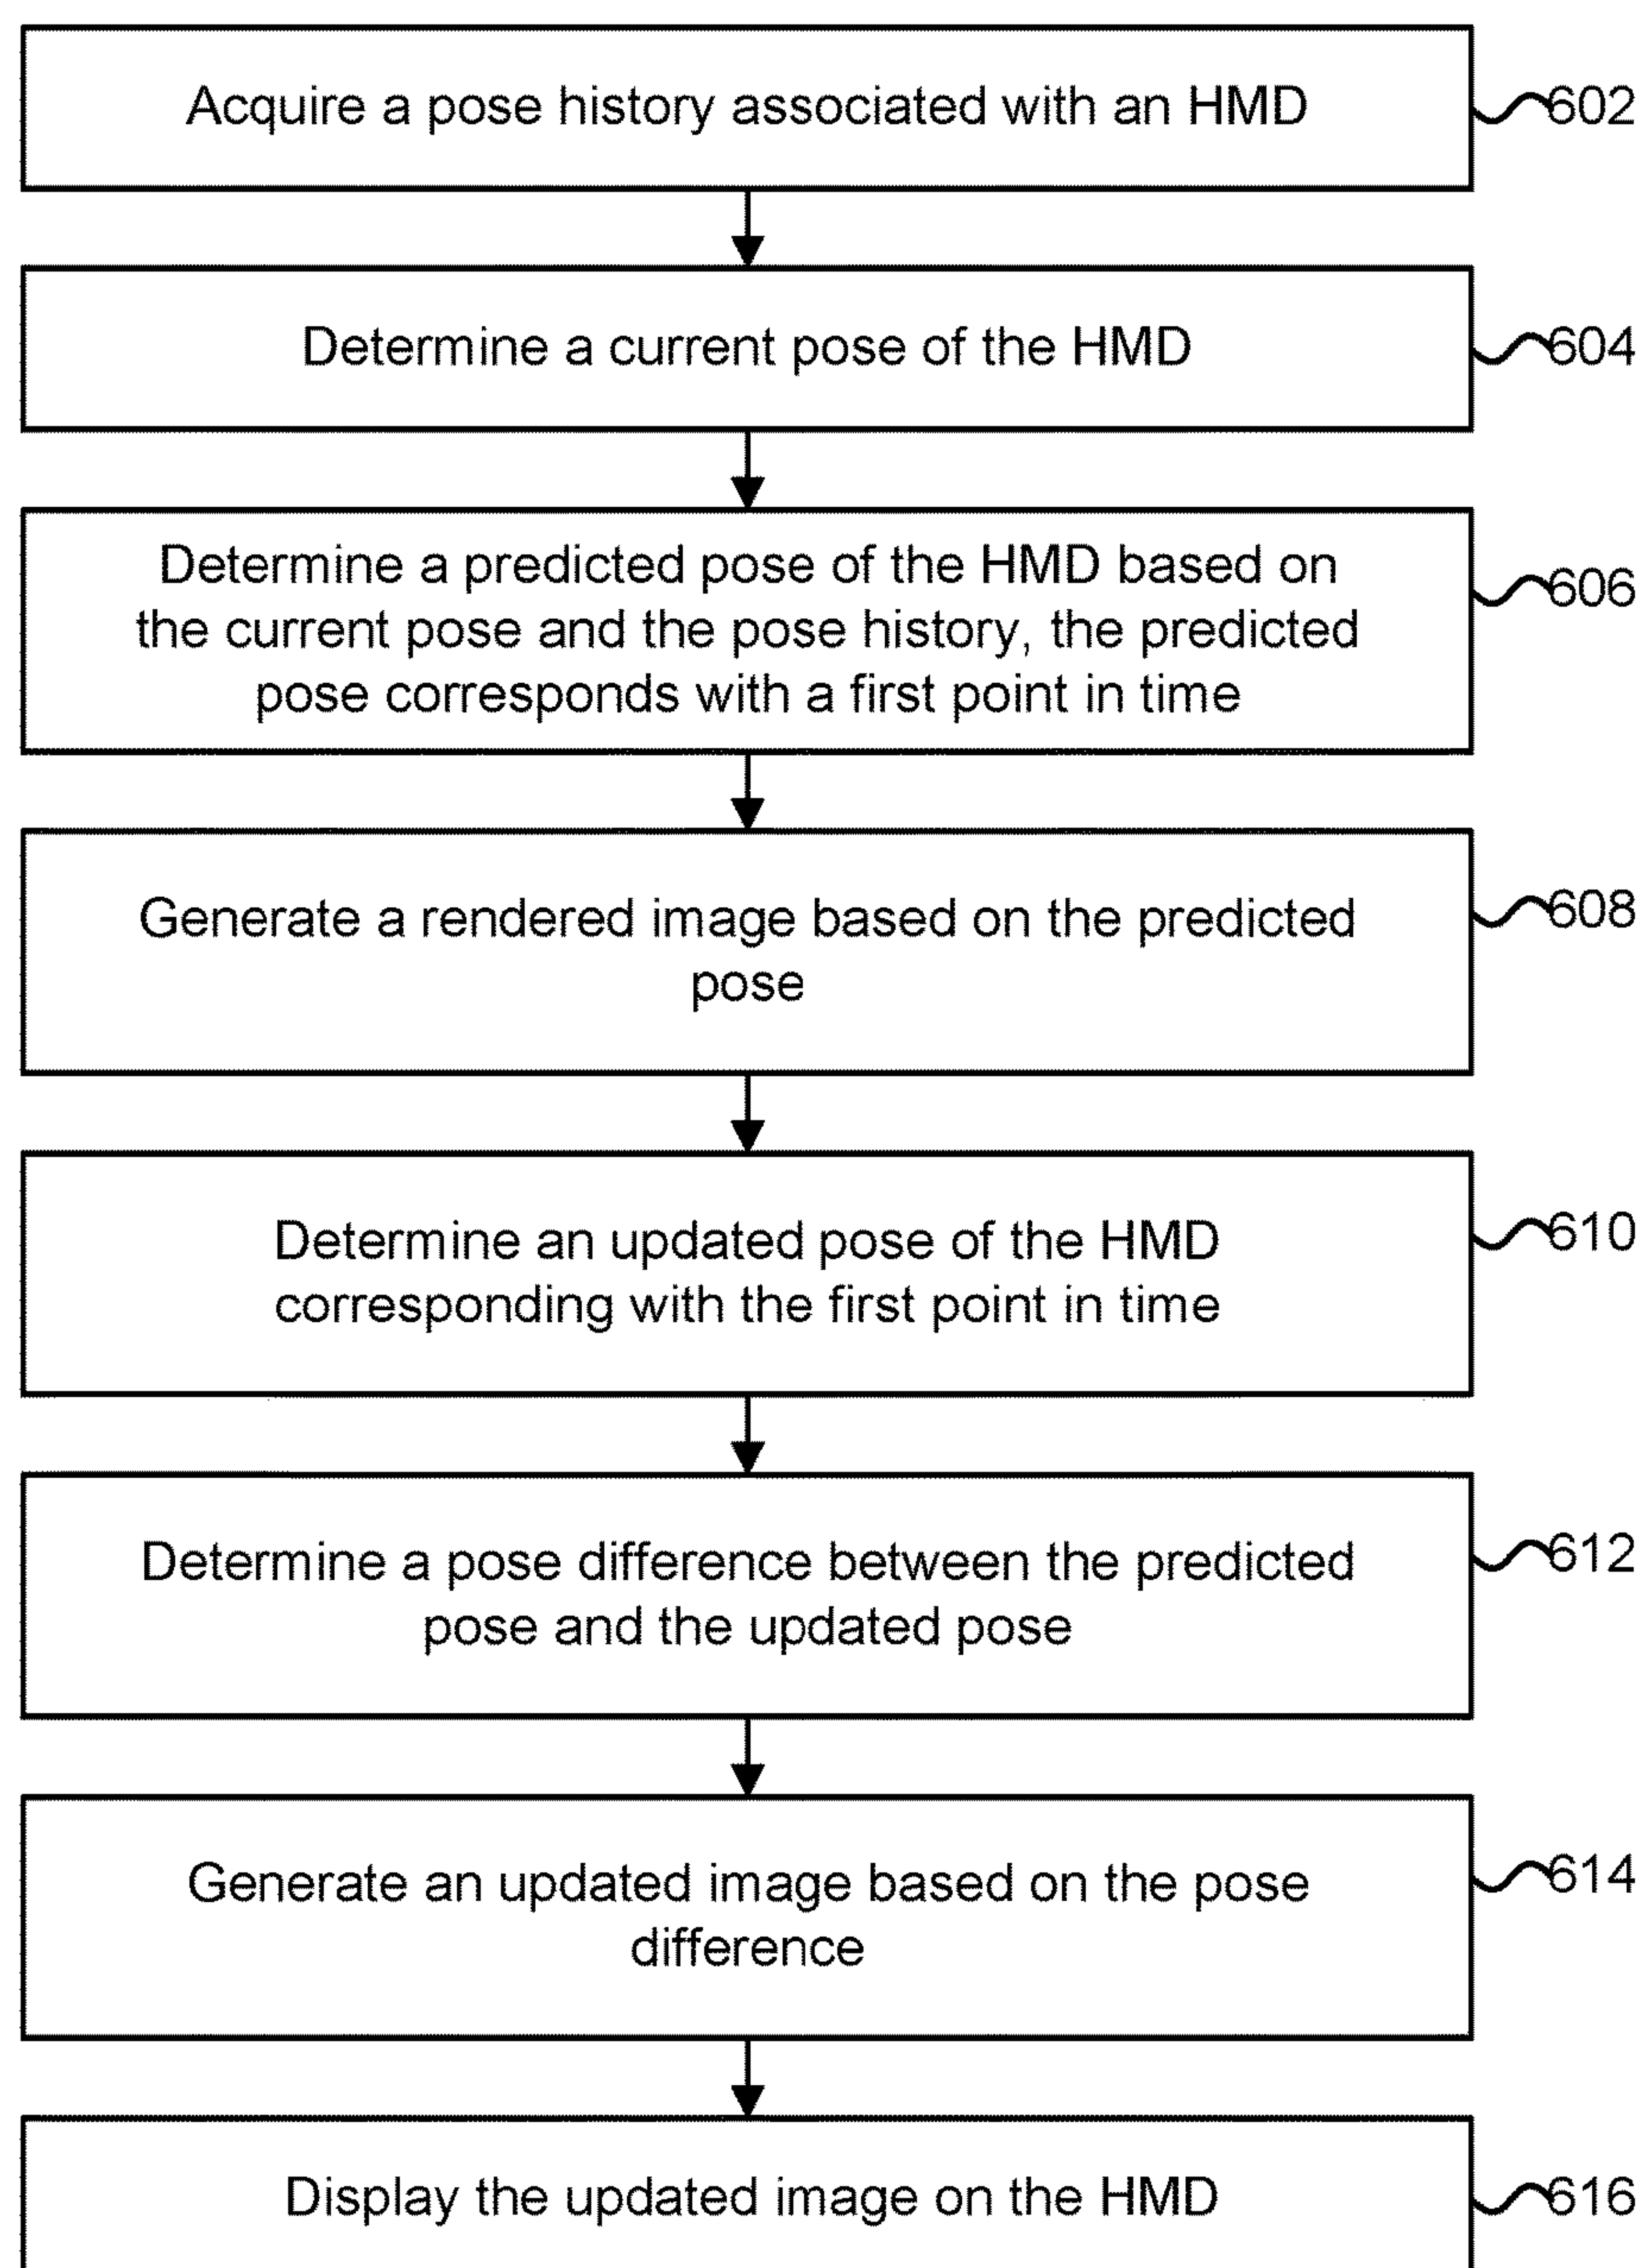 Acquire a pose history associated with an HMD
602
Determine a current pose of the HMD
604
Determine a predicted pose of the HMD based on
the current pose and the pose history, the predicted
pose corresponds with a first point in time
606
Generate a rendered image based on the predicted
pose
608
Determine an updated pose of the HMD
corresponding with the first point in time
610
Determine a pose difference between the predicted
pose and the updated pose
612
Generate an updated image based on the pose
difference
614
Display the updated image on the HMD
616